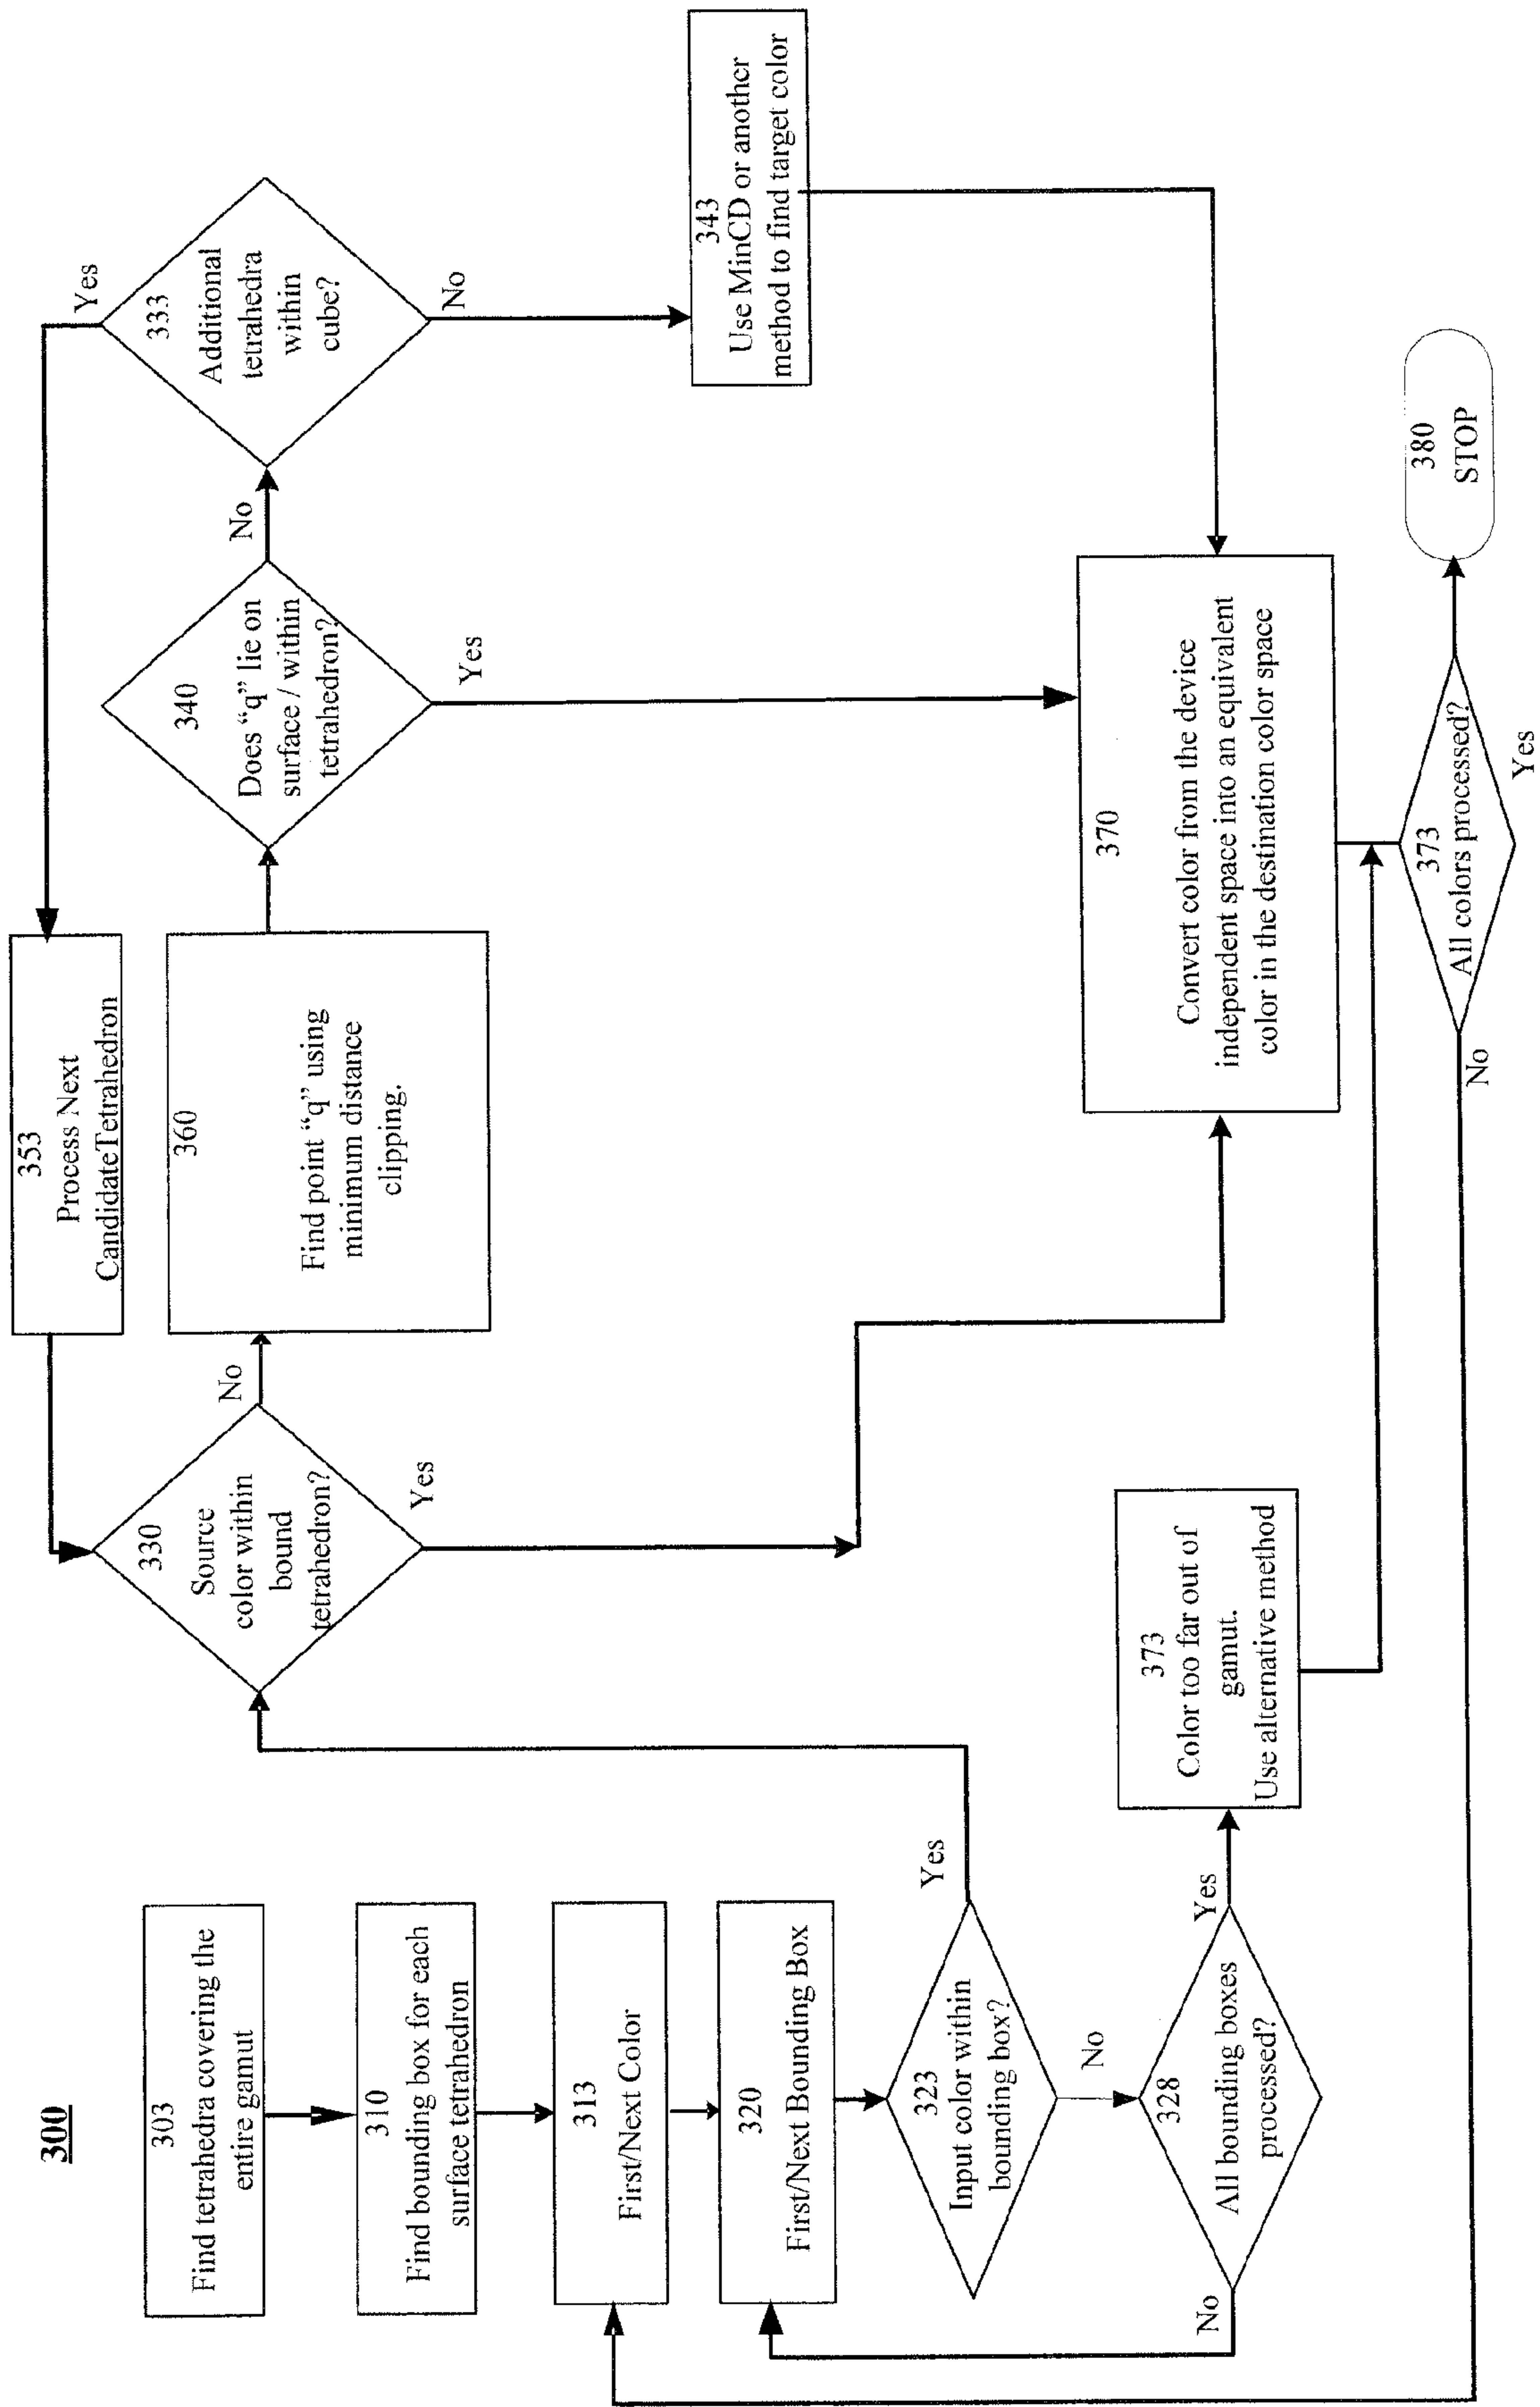 300
303
Find tetrahedra covering the
entire gamut
310
Find bounding box for each
surface tetrahedron
313
First/Next Color
320
First/Next Bounding Box
323
Input color within
bounding box?
Yes
No
328
All bounding boxes
processed?
No
Yes
373
Color too far out of
gamut.
Use alternative method
330
Source
color within
bound
tetrahedron?
No
Yes
353
Process Next
CandidateTetrahedron
360
Find point “q” using
minimum distance
clipping.
340
Does “q” lie on
surface / within
tetrahedron?
No
Yes
333
Additional
tetrahedra
within
cube?
Yes
No
343
Use MinCD or another
method to find target color
370
Convert color from the device
independent space into an equivalent
color in the destination color space
373
All colors processed?
No
Yes
380
STOP